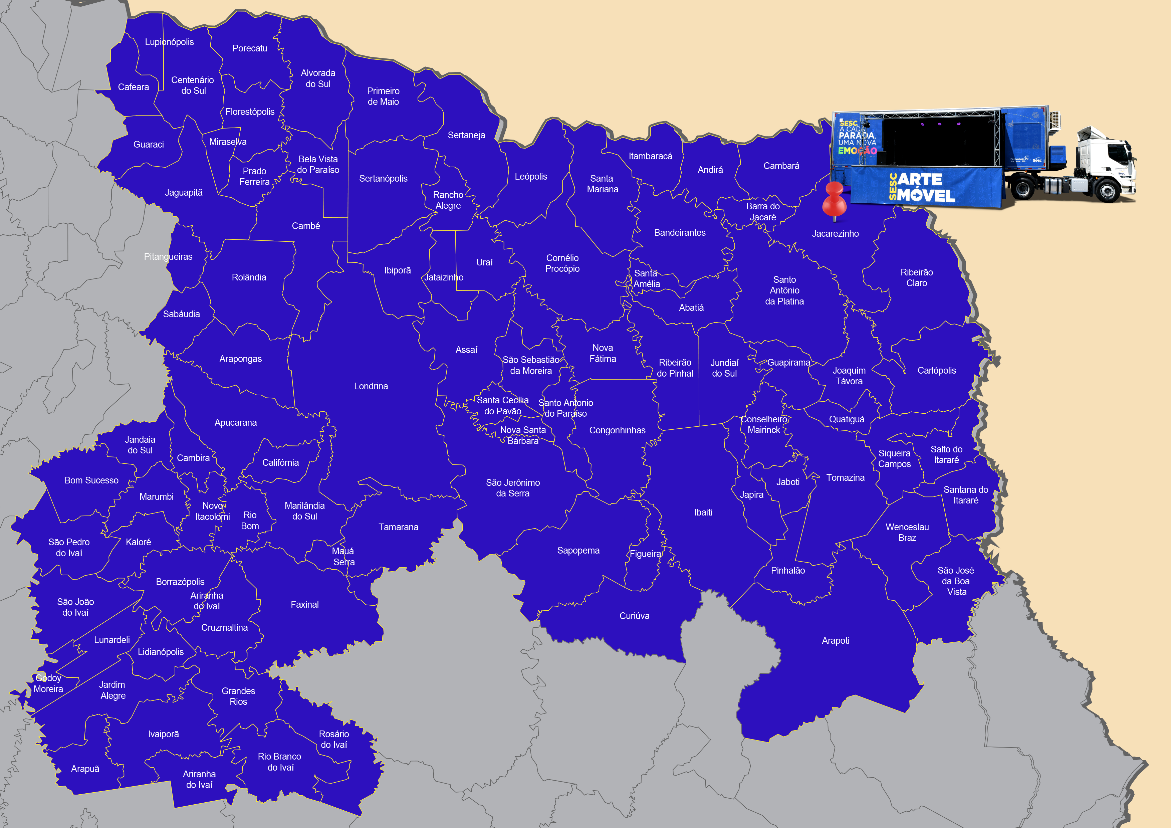 Lupionópolis
Porecatu
Cafeara
Centenário
do Sul
Alvorada
do Sul
Primeiro
de Maio
Florestópolis
Miraselva
Guaraci
Sertaneja
Bela Vista
do Paraíso
Prado
Ferreira
Jaguapitã
Sertanópolis
Rancho
Alegre
Leópolis
Santa
Mariana
Itambaracá
Andirá
Cambará
Barra do
Jacaré
SESC
A CADA
PARADA,
UMA NOVA
EMOÇÃO
SESC ARTE
MÓVEL
Jacarezinho
Bandeirantes
Cambé
Pitangueiras
Rolândia
Ibiporã
Jataizinho
Uraí
Cornélio
Procópio
Santa
Amélia
Santo
Antônio
da Platina
Ribeirão
Claro
Abatiá
Sabáudia
Arapongas
Londrina
Assaí
São Sebastião
da Moreira
Nova
Fátima
Ribeirão
do Pinhal
Jundiaí
do Sul
Guapirama
Joaquim
Távora
Carlópolis
Santa Cecília
do Pavão
Santo Antonio
do Paraíso
Nova Santa
Bárbara
Congonhinhas
Conselheiro
Mairinck
Quatiguá
Apucarana
Jandaia
do Sul
Cambira
Califórnia
Siqueira
Campos
Salto do
Itararé
Santana do
Itararé
Bom Sucesso
Marumbi
Novo
Itacolomi
Rio
Bom
Marilândia
do Sul
São Jerônimo
da Serra
Ibaiti
Japira
Jaboti
Tomazina
Wenceslau
Braz
São Pedro
do Ivaí
Kaloré
Tamarana
Mauá
Serra
Sapopema
Figueira
Pinhalão
São José
da Boa
Vista
Borrazópolis
Ariranha
do Ivaí
Faxinal
São João
do Ivaí
Cruzmaltina
Curiúva
Arapoti
Lunardeli
Lidianópolis
Godoy
Moreira
Jardim
Alegre
Grandes
Rios
Ivaiporã
Rosário
do Ivaí
Rio Branco
do Ivaí
Arapuã
Ariranha
do Ivaí